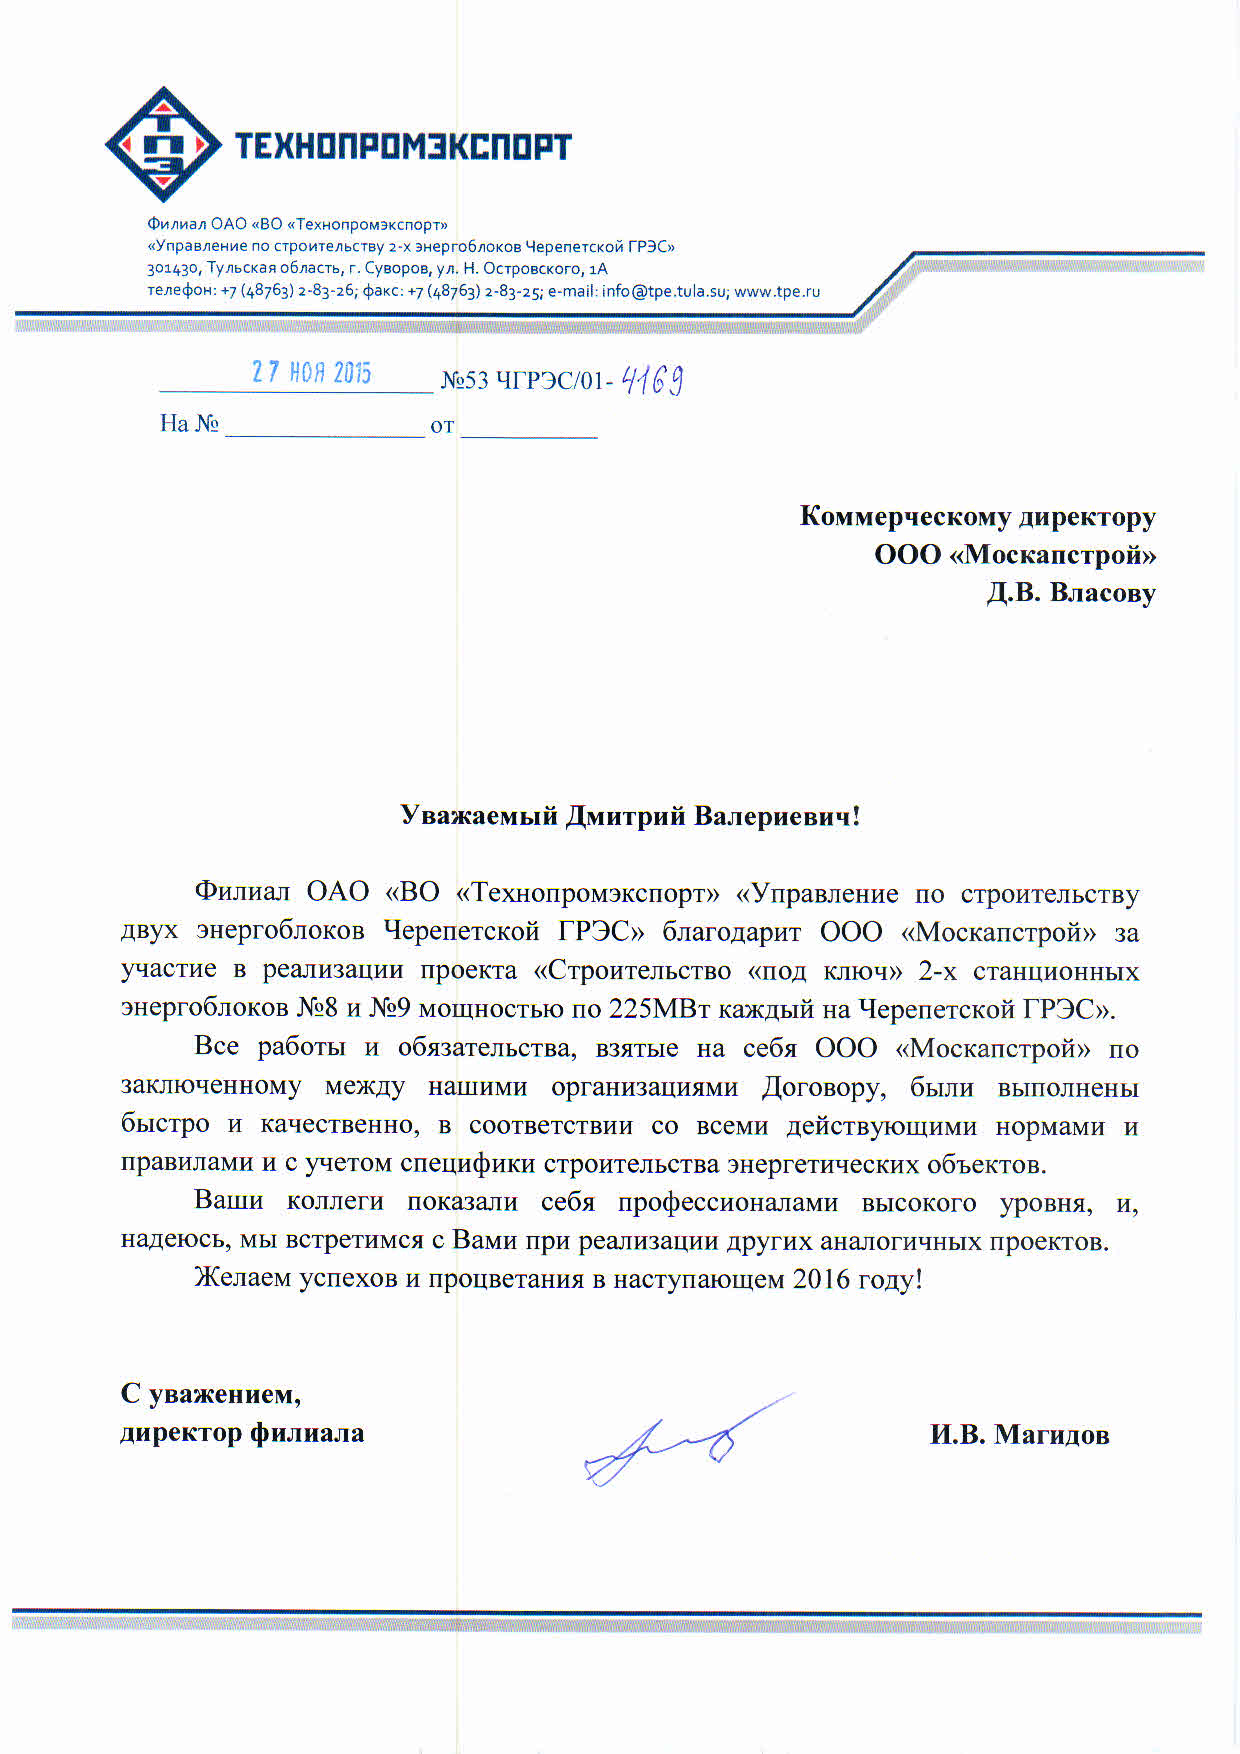 ТПЭ
ТЕХНОПРОМЭКСПОРТ
Филиал ОАО «ВО «Технопромэкспорт»
«Управление по строительству 2-х энергоблоков Черепетской ГРЭС»
301430, Тульская область, г. Суворов, ул. Н. Островского, 1А
телефон: +7 (48763) 2-83-26; факс: +7 (48763) 2-83-25; e-mail: info@tpe.tula.su; www.tpe.ru
27 НОЯ 2015 №53 ЧГРЭС/01- 4169
На № ______________ от __________
Коммерческому директору
ООО «Москапстрой»
Д.В. Власову
Уважаемый Дмитрий Валериевич!
Филиал ОАО «ВО «Технопромэкспорт» «Управление по строительству
двух энергоблоков Черепетской ГРЭС» благодарит ООО «Москапстрой» за
участие в реализации проекта «Строительство «под ключ» 2-х станционных
энергоблоков №8 и №9 мощностью по 225МВт каждый на Черепетской ГРЭС».
Все работы и обязательства, взятые на себя ООО «Москапстрой» по
заключенному между нашими организациями Договору, были выполнены
быстро и качественно, в соответствии со всеми действующими нормами и
правилами и с учетом специфики строительства энергетических объектов.
Ваши коллеги показали себя профессионалами высокого уровня, и,
надеюсь, мы встретимся с Вами при реализации других аналогичных проектов.
Желаем успехов и процветания в наступающем 2016 году!
С уважением,
директор филиала И.В. Магидов